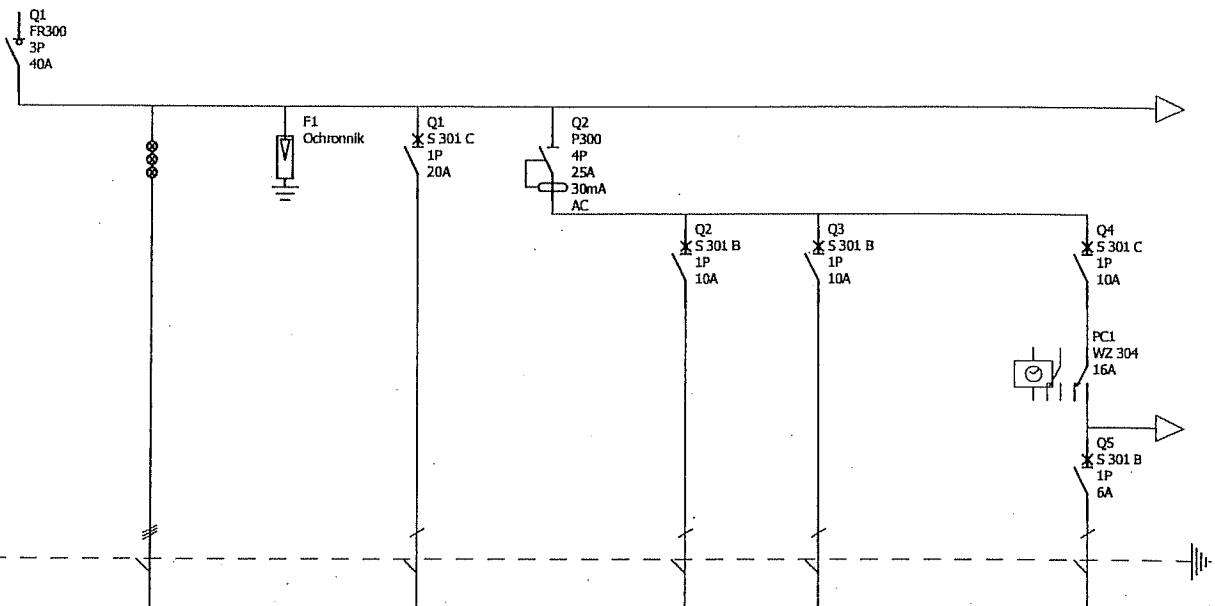 Q1
FR300
3P
40A
F1
Ochronnik
Q1
S 301 C
1P
20A
Q2
P300
4P
25A
30mA
AC
Q2
S 301 B
1P
10A
Q3
S 301 B
1P
10A
Q4
S 301 C
1P
10A
PC1
WZ 304
16A
Q5
S 301 B
1P
6A